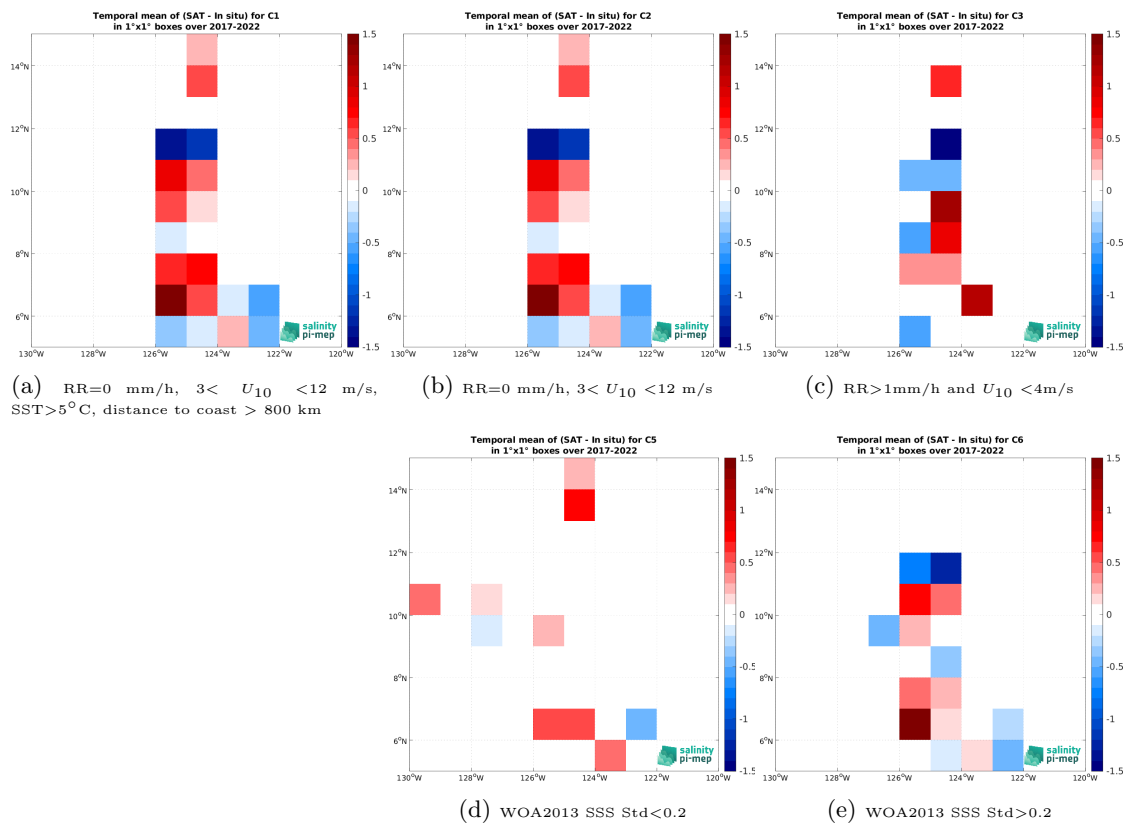 Temporal mean of (SAT - In situ) for C1
in 1°x1° boxes over 2017-2022
14°N
12°N
10°N
8°N
6°N
130°W 128°W 126°W 124°W 122°W 120°W
1.5
1
0.5
0
-0.5
-1
-1.5
salinity
pi-mep
(a) RR=0 mm/h, 3< U10 <12 m/s,
SST>5°C, distance to coast > 800 km
Temporal mean of (SAT - In situ) for C2
in 1°x1° boxes over 2017-2022
14°N
12°N
10°N
8°N
6°N
130°W 128°W 126°W 124°W 122°W 120°W
1.5
1
0.5
0
-0.5
-1
-1.5
salinity
pi-mep
(b) RR=0 mm/h, 3< U10 <12 m/s
Temporal mean of (SAT - In situ) for C3
in 1°x1° boxes over 2017-2022
14°N
12°N
10°N
8°N
6°N
130°W 128°W 126°W 124°W 122°W 120°W
1.5
1
0.5
0
-0.5
-1
-1.5
salinity
pi-mep
(c) RR>1mm/h and U10 <4m/s
Temporal mean of (SAT - In situ) for C5
in 1°x1° boxes over 2017-2022
14°N
12°N
10°N
8°N
6°N
130°W 128°W 126°W 124°W 122°W 120°W
1.5
1
0.5
0
-0.5
-1
-1.5
salinity
pi-mep
(d) WOA2013 SSS Std<0.2
Temporal mean of (SAT - In situ) for C6
in 1°x1° boxes over 2017-2022
14°N
12°N
10°N
8°N
6°N
130°W 128°W 126°W 124°W 122°W 120°W
1.5
1
0.5
0
-0.5
-1
-1.5
salinity
pi-mep
(e) WOA2013 SSS Std>0.2